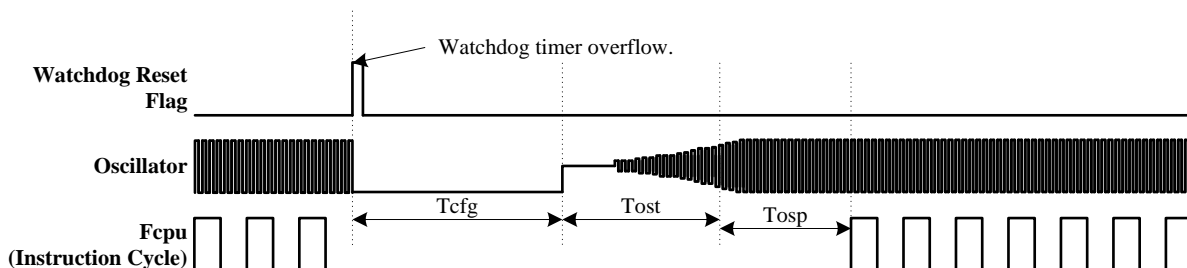 Watchdog timer overflow.
Watchdog Reset
Flag
Oscillator
Tcfg
Tost
Tosp
Fcpu
(Instruction Cycle)